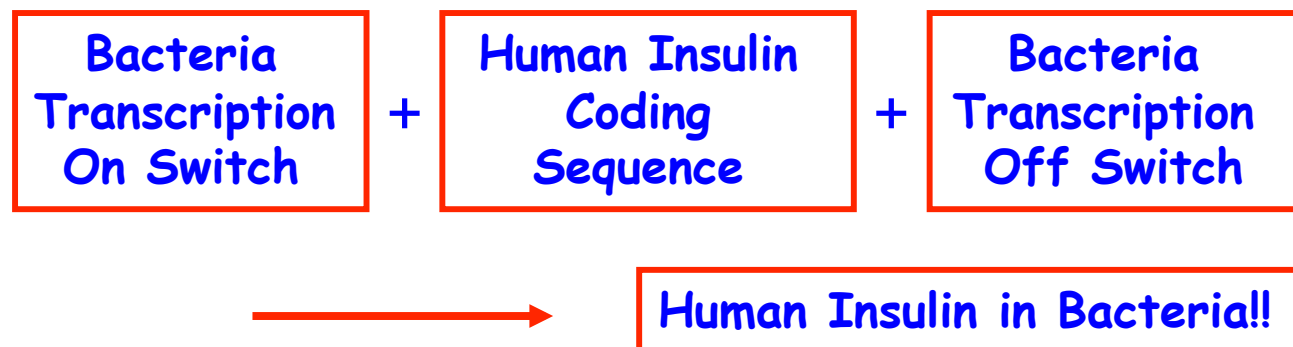 Bacteria
Transcription
On Switch
+
Human Insulin
Coding
Sequence
+
Bacteria
Transcription
Off Switch
Human Insulin in Bacteria!!